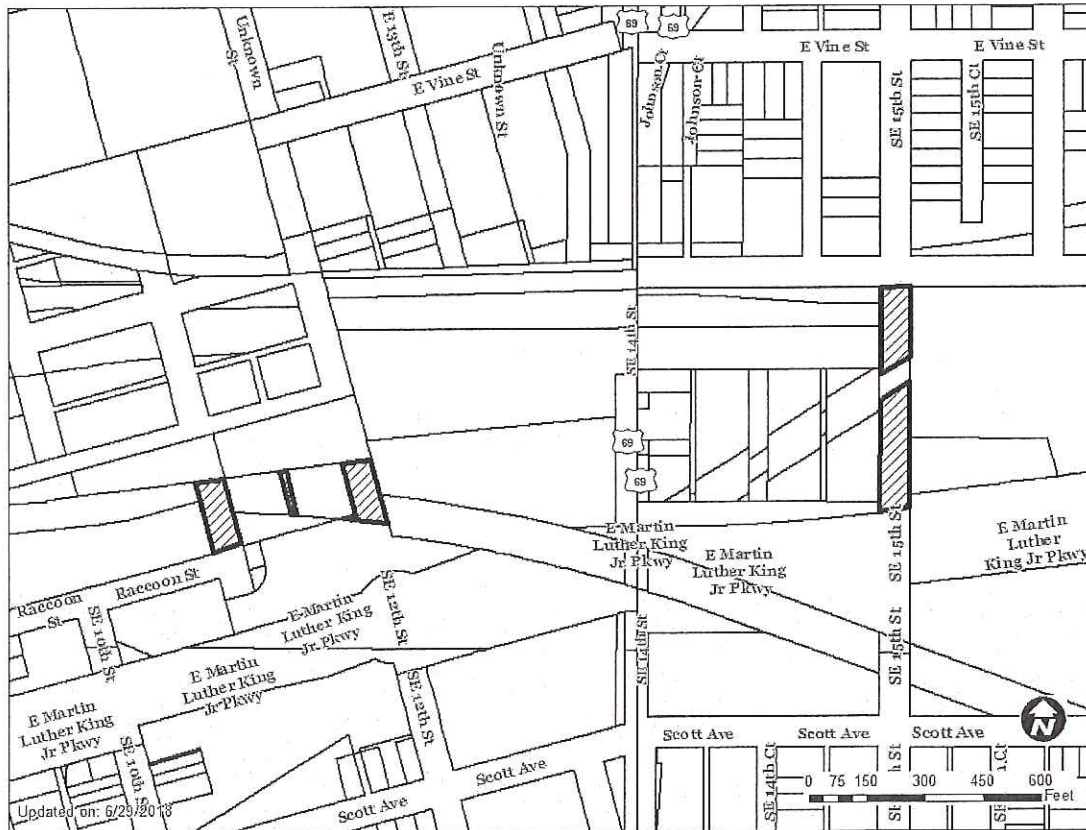 Unknown
St
E 13th St
69
69
E Vine St
E Vine St
E Vine St
Unknown St
Johnson Ct
Johnson Ct
SE 15th St
SE 15th Ct
SE 14th St
69
69
E Martin
Luther King
Jr Pkwy
E Martin
Luther King
Jr Pkwy
SE 15th St
E Martin
Luther
King Jr Pkwy
Raccoon St
Raccoon
St
SE 10th St
SE 12th St
E Martin
Luther King
Jr Pkwy
E Martin
Luther King
Jr Pkwy
E Martin
Luther King
Jr Pkwy
SE 12th St
SE 14th St
SE 15th St
SE 10th St
Scott Ave
Scott Ave
Scott Ave
Scott Ave
Scott Ave
SE 14th Ct
N
0 75 150 300 450 600
Feet
Updated on: 6/29/2018